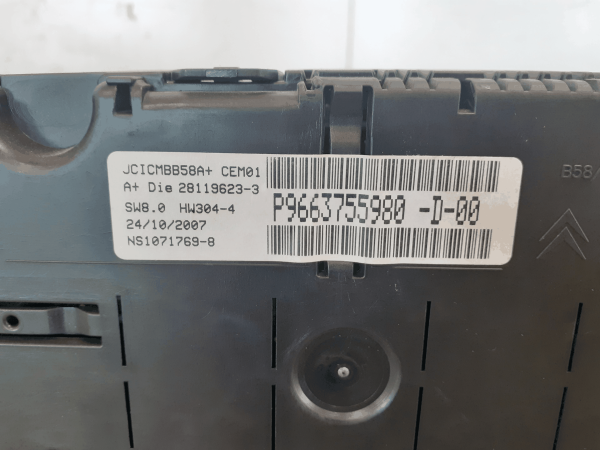 JCICMBB58A+ CEM01
A+ Die 28119623-3
SW8.0 HW304-4
24/10/2007
NS1071769-8
P9663755980 -D-00
B58/